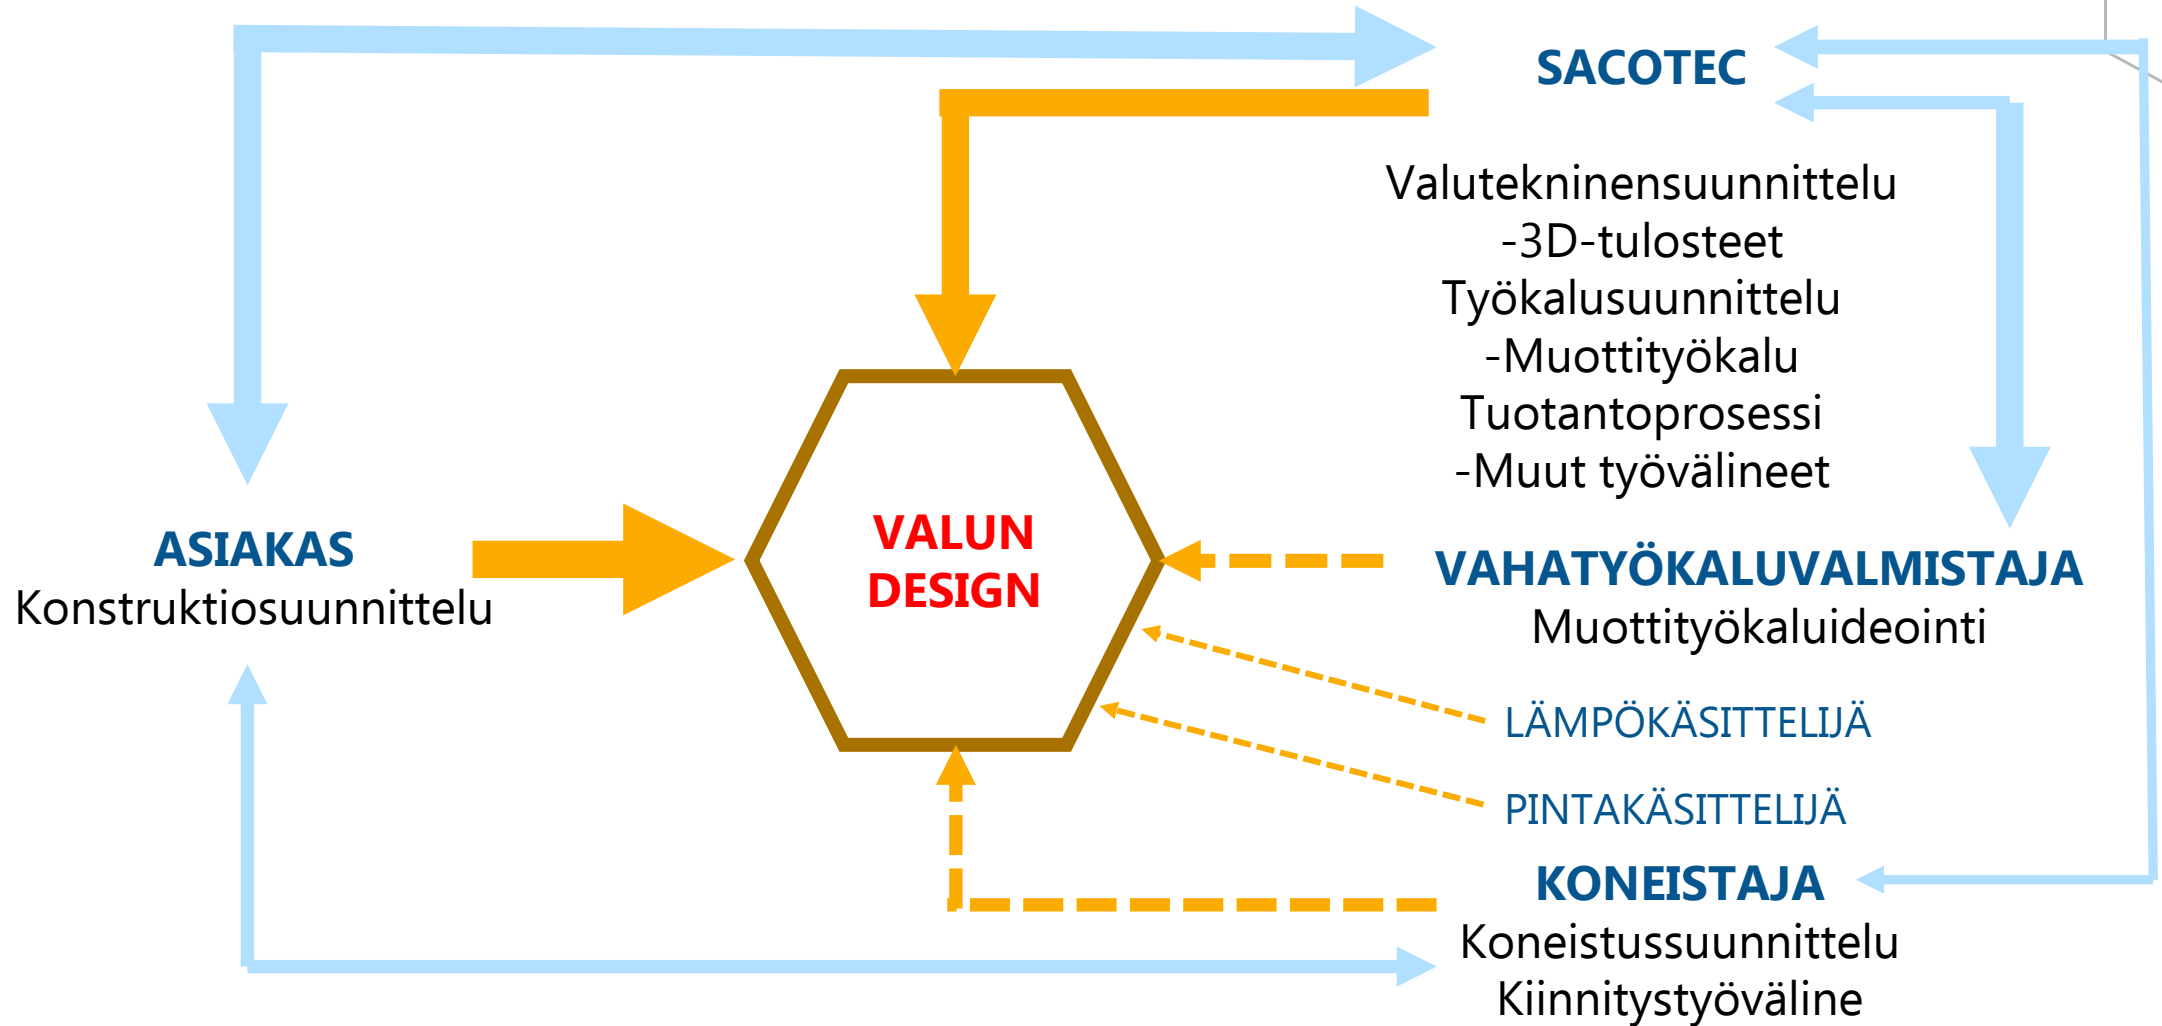 SACOTEC
Valutekninensuunnittelu
-3D-tulosteet
Työkalusuunnittelu
-Muottityökalu
Tuotantoprosessi
-Muut työvälineet
ASIAKAS
Konstruktiosuunnittelu
VALUN
DESIGN
VAHATYÖKALUVALMISTAJA
Muottityökaluideointi
LÄMPÖKÄSITTELIJÄ
PINTAKÄSITTELIJÄ
KONEISTAJA
Koneistussuunnittelu
Kiinnitystyöväline